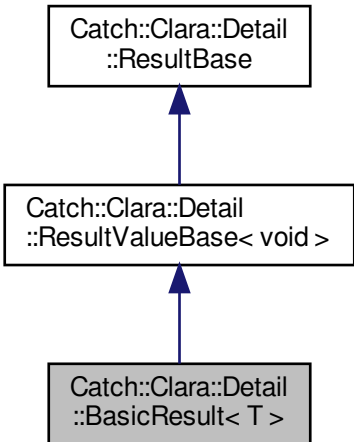 Catch::Clara::Detail
::ResultBase
Catch::Clara::Detail
::ResultValueBase< void >
Catch::Clara::Detail
::BasicResult< T >